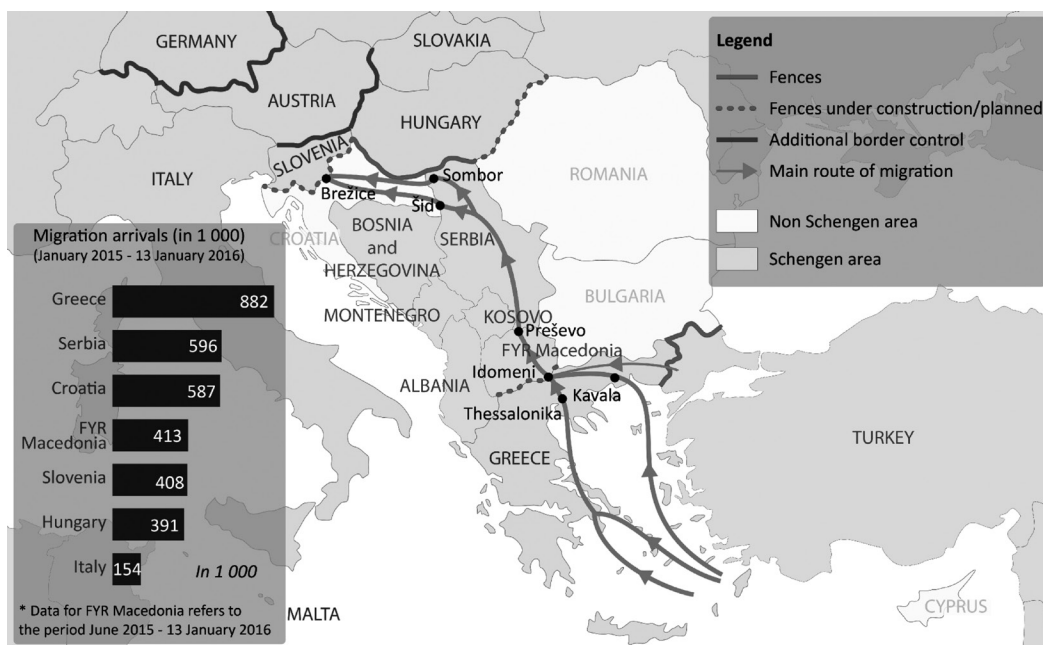 GERMANY
SLOVAKIA
AUSTRIA
HUNGARY
SLOVENIA
ITALY
Sombor
Brežice
Šid
ROMANIA
CROATIA
BOSNIA
and
HERZEGOVINA
SERBIA
MONTENEGRO
KOSOVO
BULGARIA
Preševo
FYR Macedonia
Idomeni
ALBANIA
Kavala
Thessalonika
GREECE
TURKEY
MALTA
CYPRUS
Legend
Fences
Fences under construction/planned
Additional border control
Main route of migration
Non Schengen area
Schengen area
Migration arrivals (in 1 000)
(January 2015 - 13 January 2016)
Greece 882
Serbia 596
Croatia 587
FYR
Macedonia 413
Slovenia 408
Hungary 391
Italy 154
In 1 000
* Data for FYR Macedonia refers to
the period June 2015 - 13 January 2016